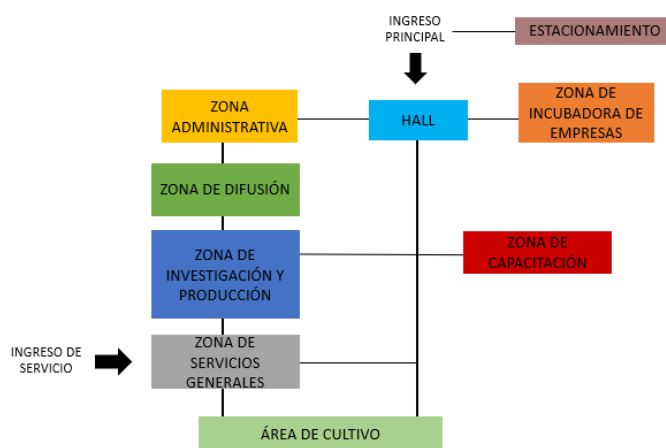 INGRESO
PRINCIPAL
ESTACIONAMIENTO
ZONA
ADMINISTRATIVA
HALL
ZONA DE
INCUBADORA DE
EMPRESAS
ZONA DE DIFUSIÓN
ZONA DE
INVESTIGACIÓN Y
PRODUCCIÓN
ZONA DE
CAPACITACIÓN
INGRESO DE
SERVICIO
ZONA DE
SERVICIOS
GENERALES
ÁREA DE CULTIVO